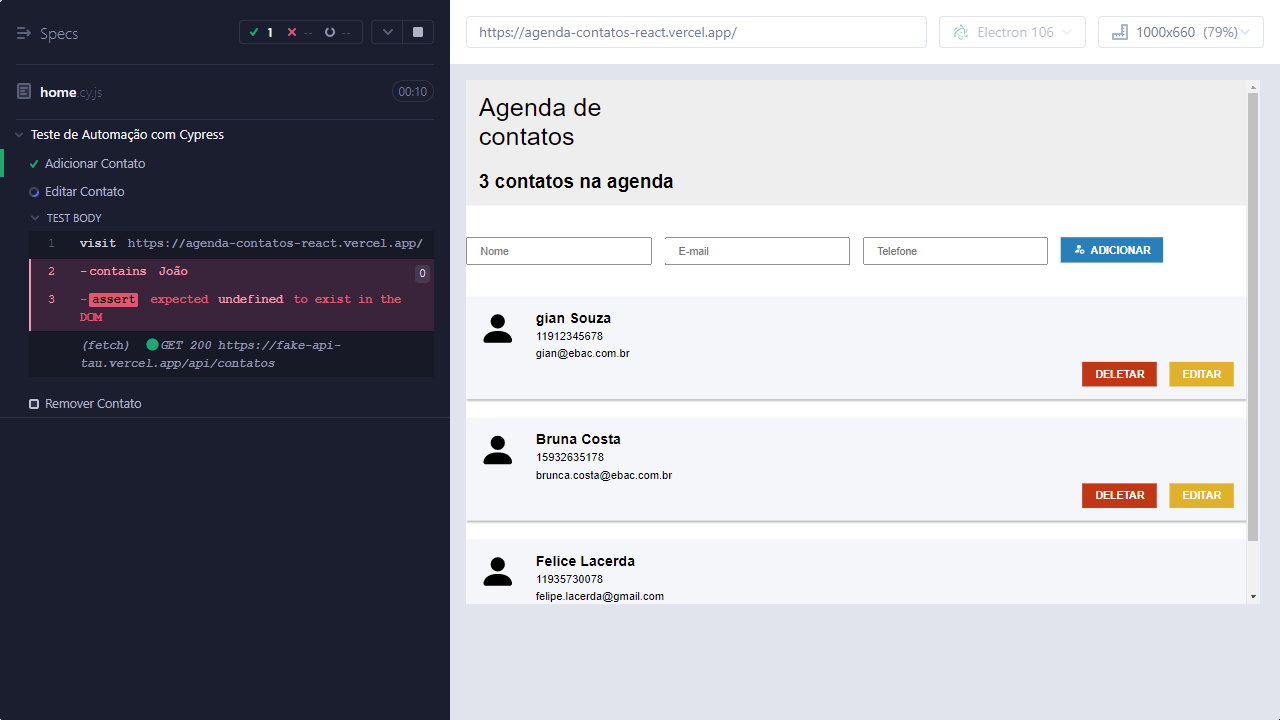 Specs
1
--
--
home.cy.js
00:10
Teste de Automação com Cypress
Adicionar Contato
Editar Contato
TEST BODY
1 visit https://agenda-contatos-react.vercel.app/
2 -contains João 0
3 -assert expected undefined to exist in the
DOM
(fetch) GET 200 https://fake-api-
tau.vercel.app/api/contatos
Remover Contato
https://agenda-contatos-react.vercel.app/
Electron 106
1000x660 (79%)
Agenda de
contatos
3 contatos na agenda
Nome
E-mail
Telefone
ADICIONAR
gian Souza
11912345678
gian@ebac.com.br
DELETAR
EDITAR
Bruna Costa
15932635178
brunca.costa@ebac.com.br
DELETAR
EDITAR
Felice Lacerda
11935730078
felipe.lacerda@gmail.com